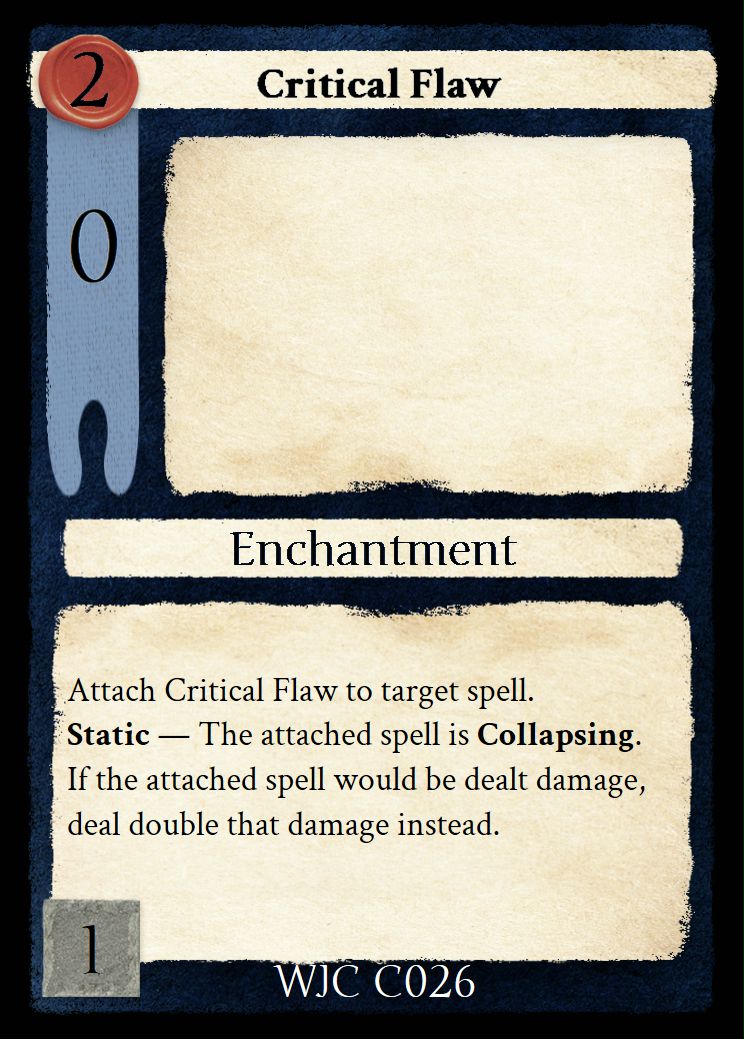 2
Critical Flaw
0
Enchantment
Attach Critical Flaw to target spell.
Static — The attached spell is Collapsing.
If the attached spell would be dealt damage,
deal double that damage instead.
1
WJC C026